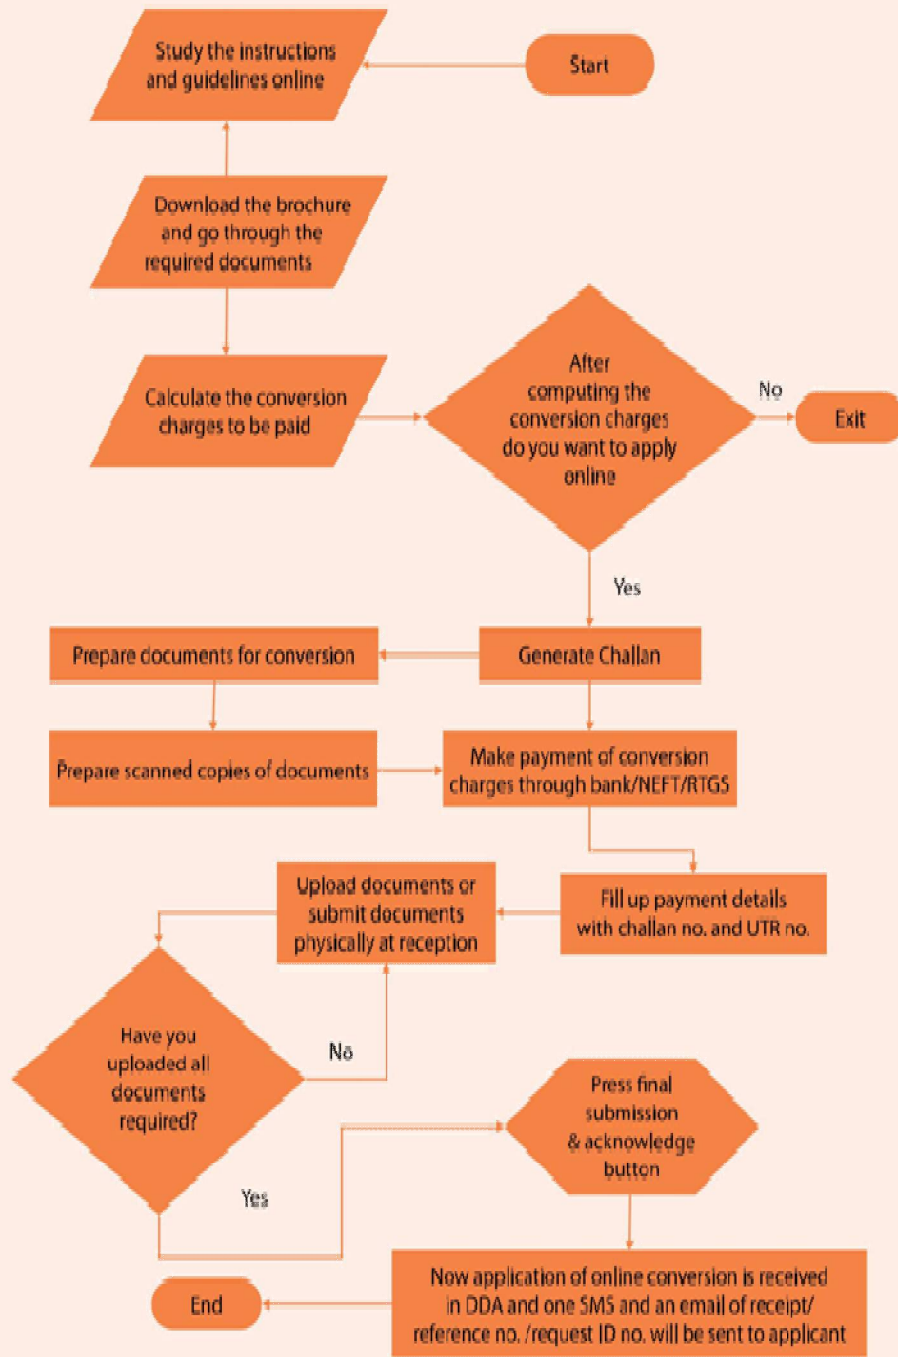 Start
Study the instructions
and guidelines online
Download the brochure
and go through the
required documents
Calculate the conversion
charges to be paid
After
computing the
conversion charges
do you want to apply
online
No
Exit
Yes
Generate Challan
Prepare documents for conversion
Prepare scanned copies of documents
Make payment of conversion
charges through bank/NEFT/RTGS
Fill up payment details
with challan no. and UTR no.
Upload documents or
submit documents
physically at reception
Have you
uploaded all
documents
required?
No
Yes
Press final
submission
& acknowledge
button
Now application of online conversion is received
in DDA and one SMS and an email of receipt/
reference no. /request ID no. will be sent to applicant
End